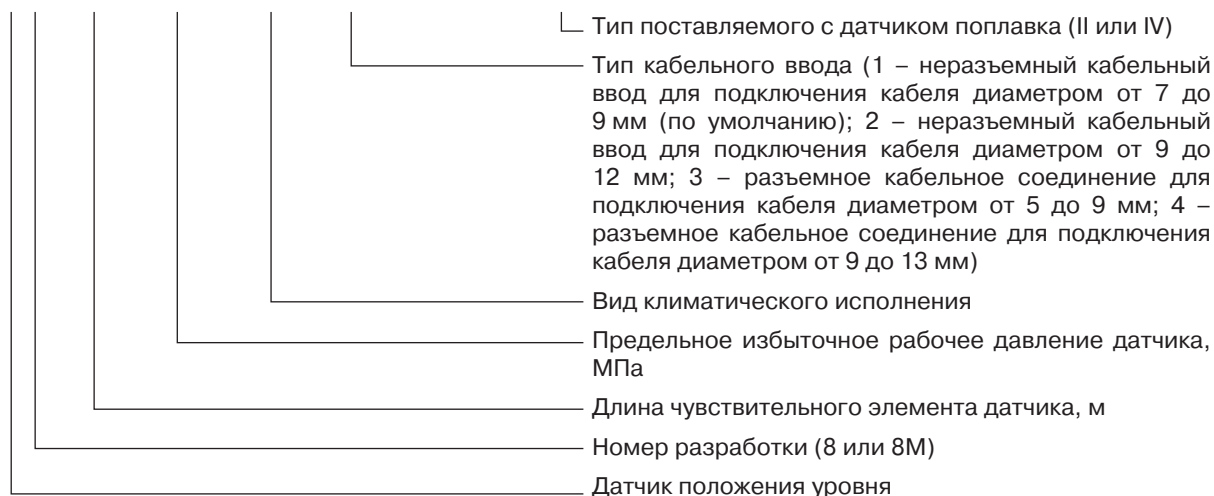 Тип поставляемого с датчиком поплавка (II или IV)
Тип кабельного ввода (1 – неразъемный кабельный
ввод для подключения кабеля диаметром от 7 до
9 мм (по умолчанию); 2 – неразъемный кабельный
ввод для подключения кабеля диаметром от 9 до
12 мм; 3 – разъемное кабельное соединение для
подключения кабеля диаметром от 5 до 9 мм; 4 –
разъемное кабельное соединение для подключения
кабеля диаметром от 9 до 13 мм)
Вид климатического исполнения
Предельное избыточное рабочее давление датчика,
МПа
Длина чувствительного элемента датчика, м
Номер разработки (8 или 8М)
Датчик положения уровня